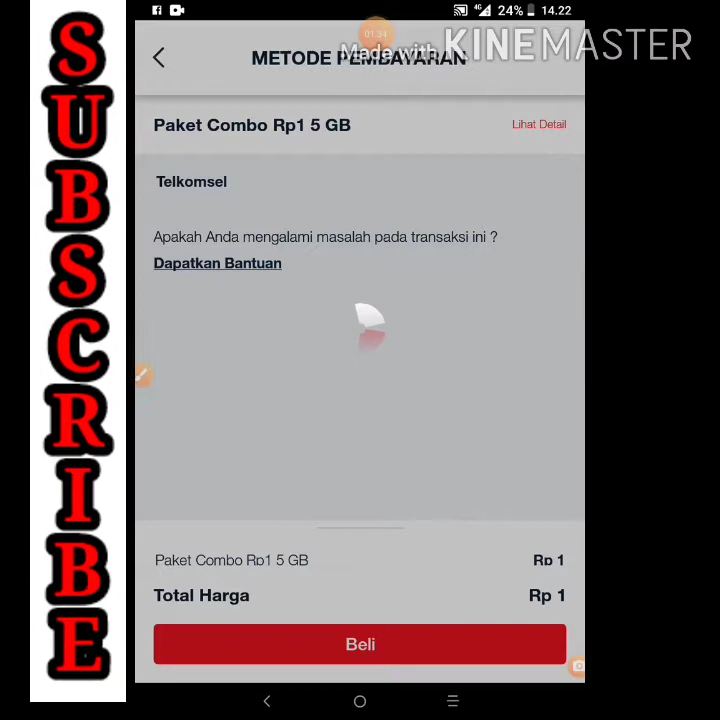 SUBSCRIBE
4G 24% 14.22
01:34
Made with KINEMASTER
METODE PEMBAYARAN
Paket Combo Rp1 5 GB Lihat Detail
Telkomsel
Apakah Anda mengalami masalah pada transaksi ini ?
Dapatkan Bantuan
Paket Combo Rp1 5 GB Rp 1
Total Harga Rp 1
Beli